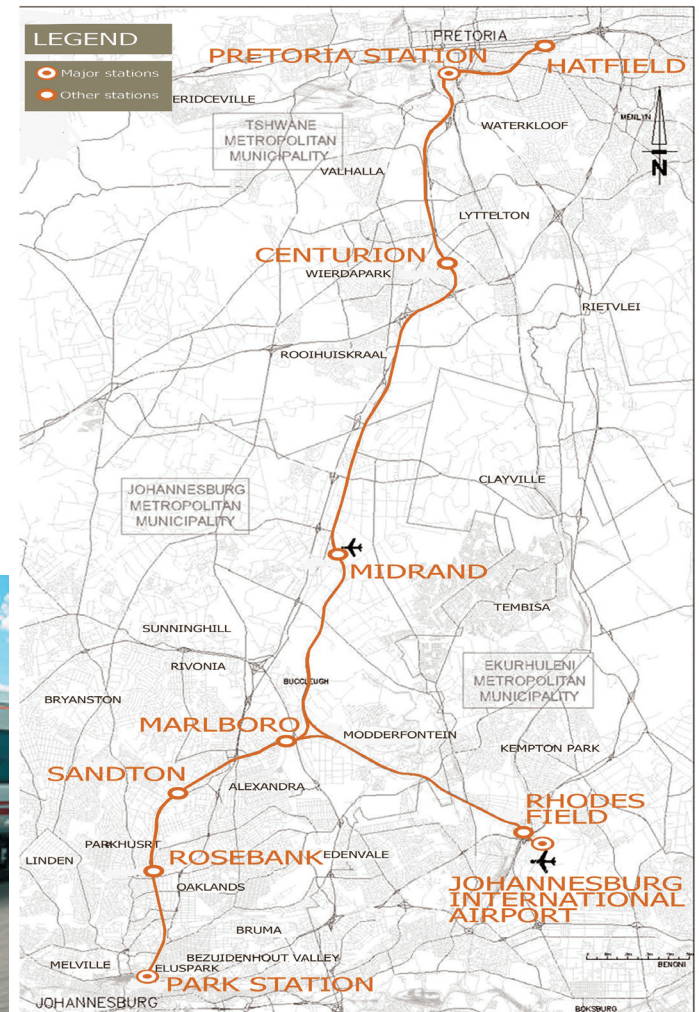 LEGEND
Major stations
Other stations
PRETORIA
PRETORIA STATION
HATFIELD
ERIDCEVILLE
TSHWANE
METROPOLITAN
MUNICIPALITY
WATERKLOOF
MENLYN
N
VALHALLA
LYTTELTON
CENTURION
WIERDAPARK
RIETVLEI
ROOIHUISKRAAL
CLAYVILLE
JOHANNESBURG
METROPOLITAN
MUNICIPALITY
MIDRAND
TEMBISA
SUNNINGHILL
RIVONIA
EKURHULENI
METROPOLITAN
MUNICIPALITY
BUCCLEUGH
BRYANSTON
MARLBORO
MODDERFONTEIN
KEMPTON PARK
SANDTON
ALEXANDRA
RHODES
FIELD
PARKHUSRT
LINDEN
ROSEBANK
EDENVALE
OAKLANDS
JOHANNESBURG
INTERNATIONAL
AIRPORT
BRUMA
BEZUIDENHOUT VALLEY
MELVILLE
ELUSPARK
BENONI
PARK STATION
JOHANNESBURG
BOKSBURG